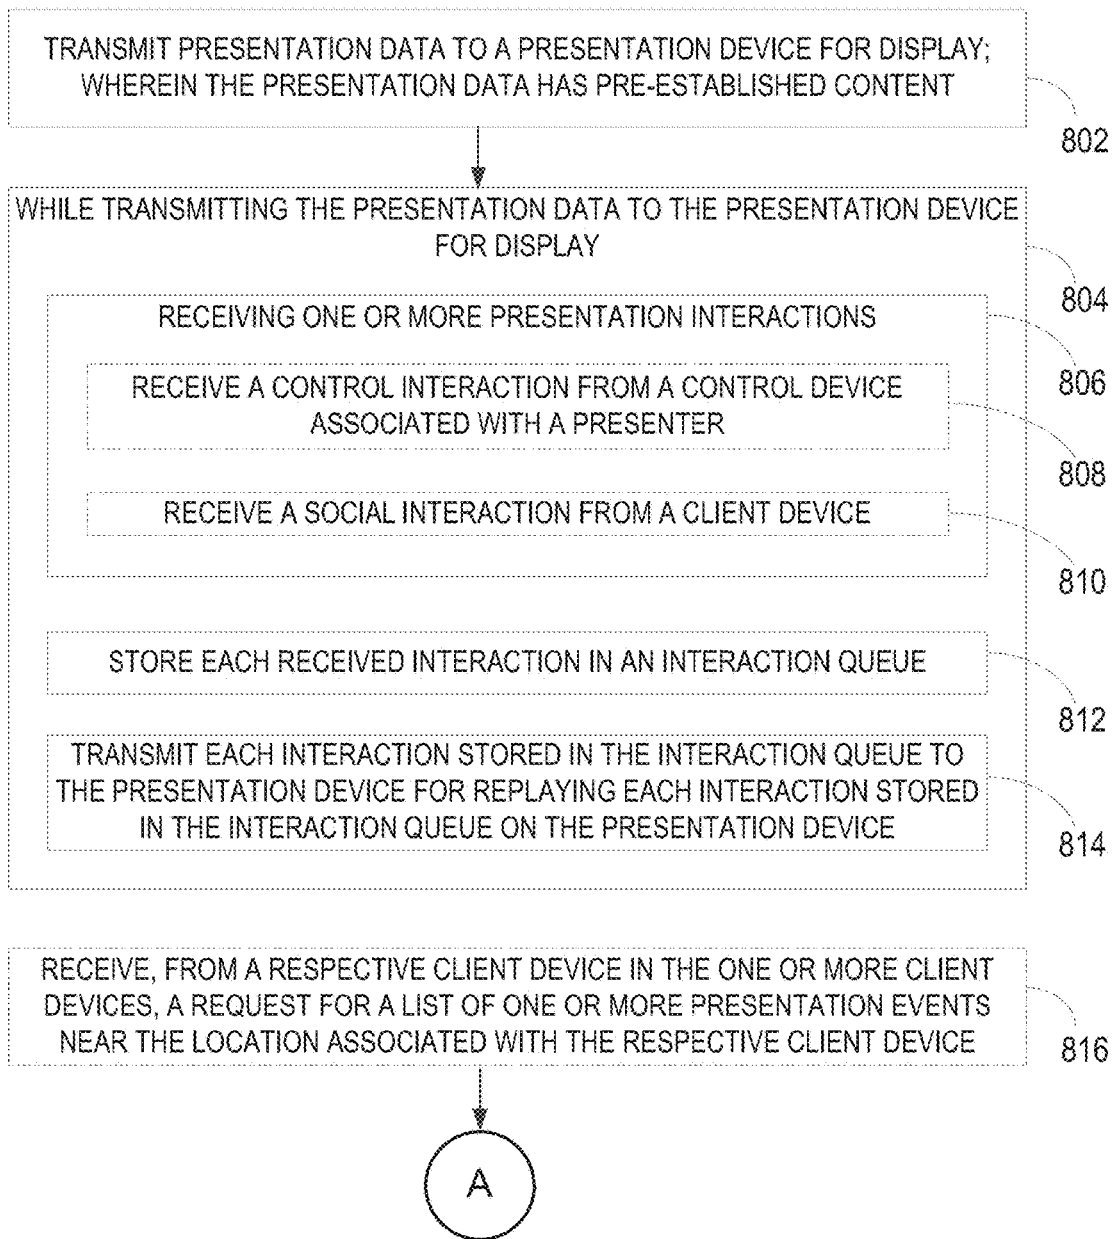 TRANSMIT PRESENTATION DATA TO A PRESENTATION DEVICE FOR DISPLAY;
WHEREIN THE PRESENTATION DATA HAS PRE-ESTABLISHED CONTENT
802
WHILE TRANSMITTING THE PRESENTATION DATA TO THE PRESENTATION DEVICE
FOR DISPLAY
804
RECEIVING ONE OR MORE PRESENTATION INTERACTIONS
806
RECEIVE A CONTROL INTERACTION FROM A CONTROL DEVICE
ASSOCIATED WITH A PRESENTER
808
RECEIVE A SOCIAL INTERACTION FROM A CLIENT DEVICE
810
STORE EACH RECEIVED INTERACTION IN AN INTERACTION QUEUE
812
TRANSMIT EACH INTERACTION STORED IN THE INTERACTION QUEUE TO
THE PRESENTATION DEVICE FOR REPLAYING EACH INTERACTION STORED
IN THE INTERACTION QUEUE ON THE PRESENTATION DEVICE
814
RECEIVE, FROM A RESPECTIVE CLIENT DEVICE IN THE ONE OR MORE CLIENT
DEVICES, A REQUEST FOR A LIST OF ONE OR MORE PRESENTATION EVENTS
NEAR THE LOCATION ASSOCIATED WITH THE RESPECTIVE CLIENT DEVICE
816
A